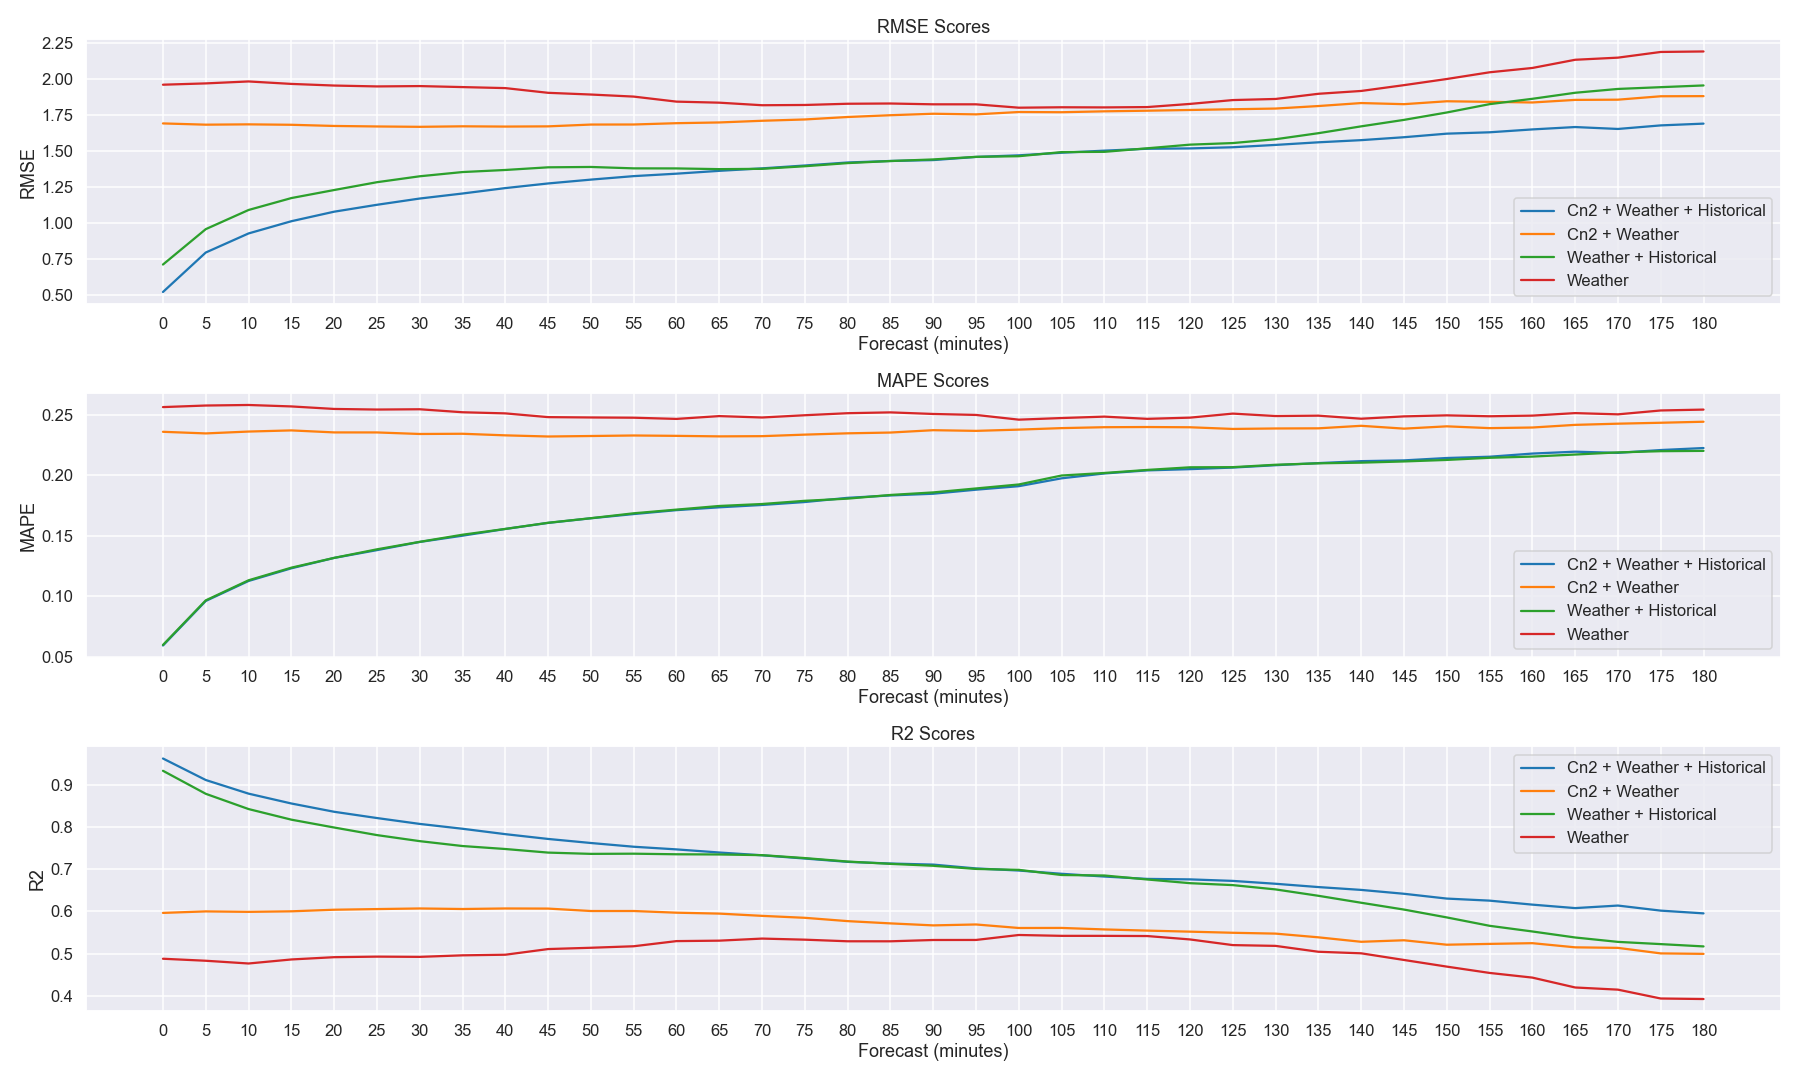 RMSE Scores
2.25
2.00
1.75
1.50
1.25
1.00
0.75
0.50
RMSE
Cn2 + Weather + Historical
Cn2 + Weather
Weather + Historical
Weather
0 5 10 15 20 25 30 35 40 45 50 55 60 65 70 75 80 85 90 95 100 105 110 115 120 125 130 135 140 145 150 155 160 165 170 175 180
Forecast (minutes)
MAPE Scores
0.25
0.20
0.15
0.10
0.05
MAPE
Cn2 + Weather + Historical
Cn2 + Weather
Weather + Historical
Weather
0 5 10 15 20 25 30 35 40 45 50 55 60 65 70 75 80 85 90 95 100 105 110 115 120 125 130 135 140 145 150 155 160 165 170 175 180
Forecast (minutes)
R2 Scores
0.9
0.8
0.7
0.6
0.5
0.4
R2
Cn2 + Weather + Historical
Cn2 + Weather
Weather + Historical
Weather
0 5 10 15 20 25 30 35 40 45 50 55 60 65 70 75 80 85 90 95 100 105 110 115 120 125 130 135 140 145 150 155 160 165 170 175 180
Forecast (minutes)